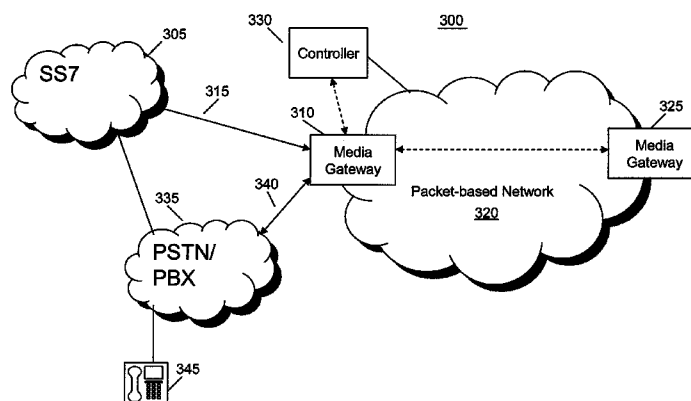 330
300
305
SS7
Controller
315
310
325
Media
Gateway
Media
Gateway
340
335
Packet-based Network
320
PSTN/
PBX
345